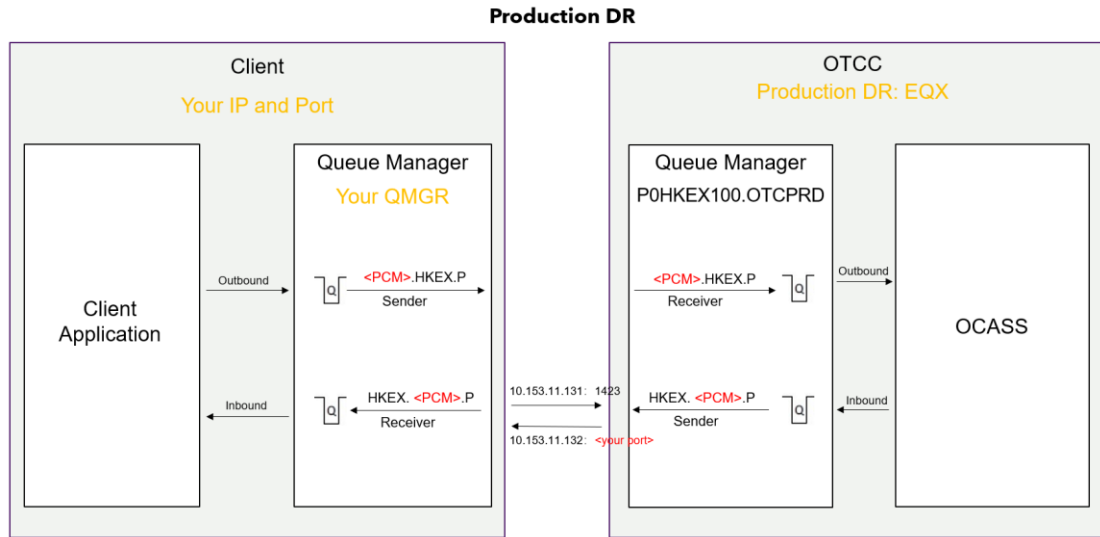 Production DR
Client
Your IP and Port
Client
Application
Outbound
Inbound
Queue Manager
Your QMGR
Q
<PCM>.HKEX.P
Sender
Q
HKEX. <PCM>.P
Receiver
10.153.11.131: 1423
10.153.11.132: <your port>
OTCC
Production DR: EQX
Queue Manager
P0HKEX100.OTCPRD
<PCM>.HKEX.P
Receiver
Q
HKEX. <PCM>.P
Sender
Q
Outbound
Inbound
OCASS